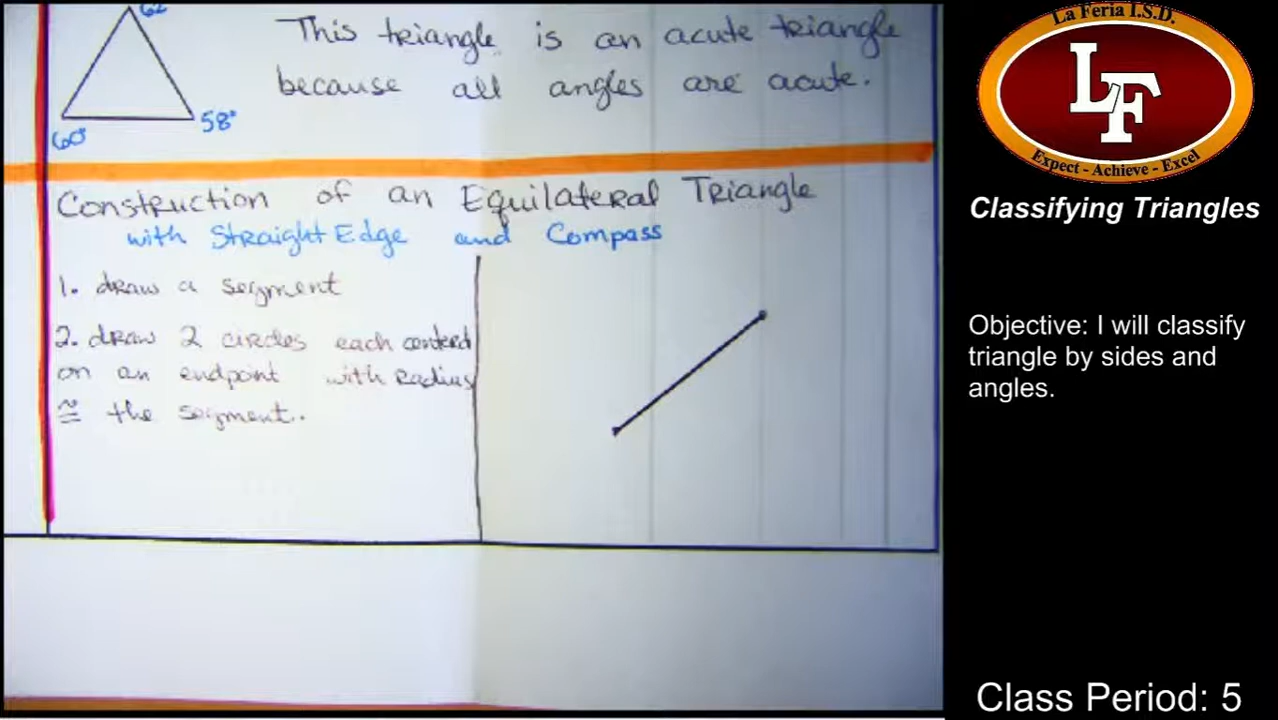 62°
This triangle is an acute triangle
because all angles are acute.
60°
58°
Construction of an Equilateral Triangle
with Straight Edge and Compass
1. draw a segment
2. draw 2 circles each centered
on an endpoint with Radius
≅ the segment..
La Feria I.S.D.
LF
Expect - Achieve - Excel
Classifying Triangles
Objective: I will classify
triangle by sides and
angles.
Class Period: 5